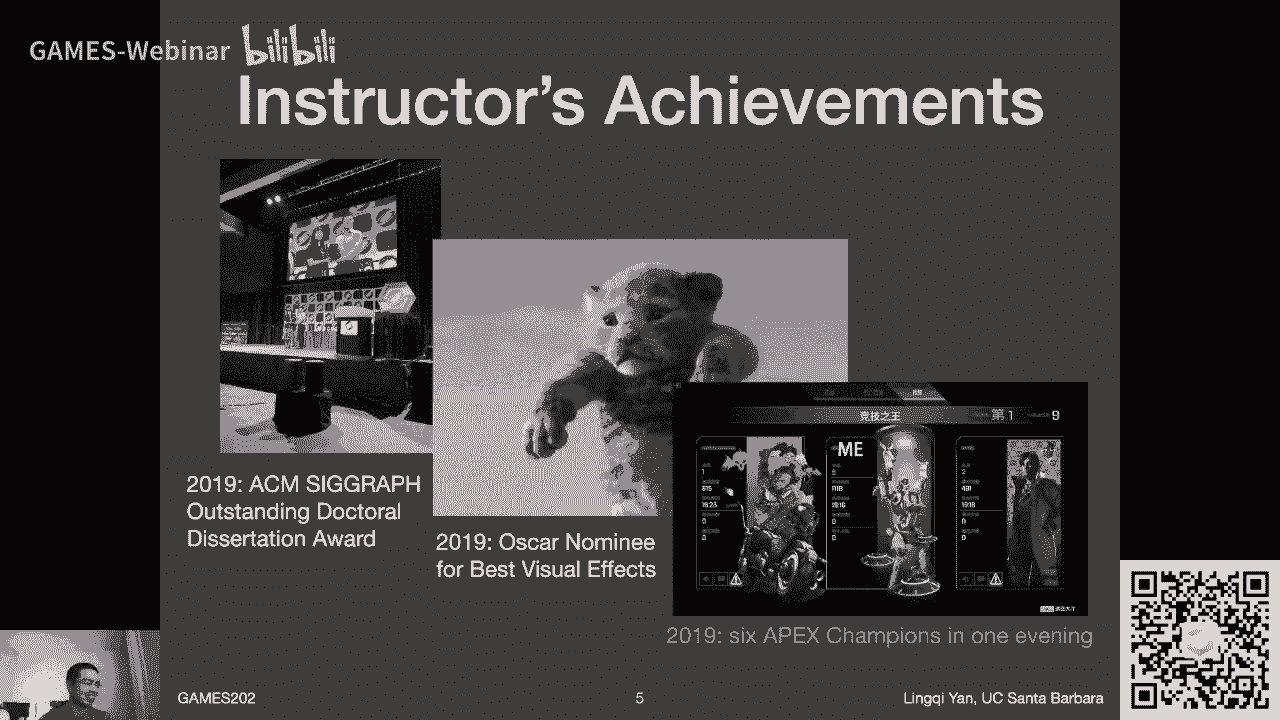 GAMES-Webinar bilibili
Instructor's Achievements
2019: ACM SIGGRAPH
Outstanding Doctoral
Dissertation Award
2019: Oscar Nominee
for Best Visual Effects
竞技之王
第 1
9
ME
2019: six APEX Champions in one evening
GAMES202
5
Lingqi Yan, UC Santa Barbara